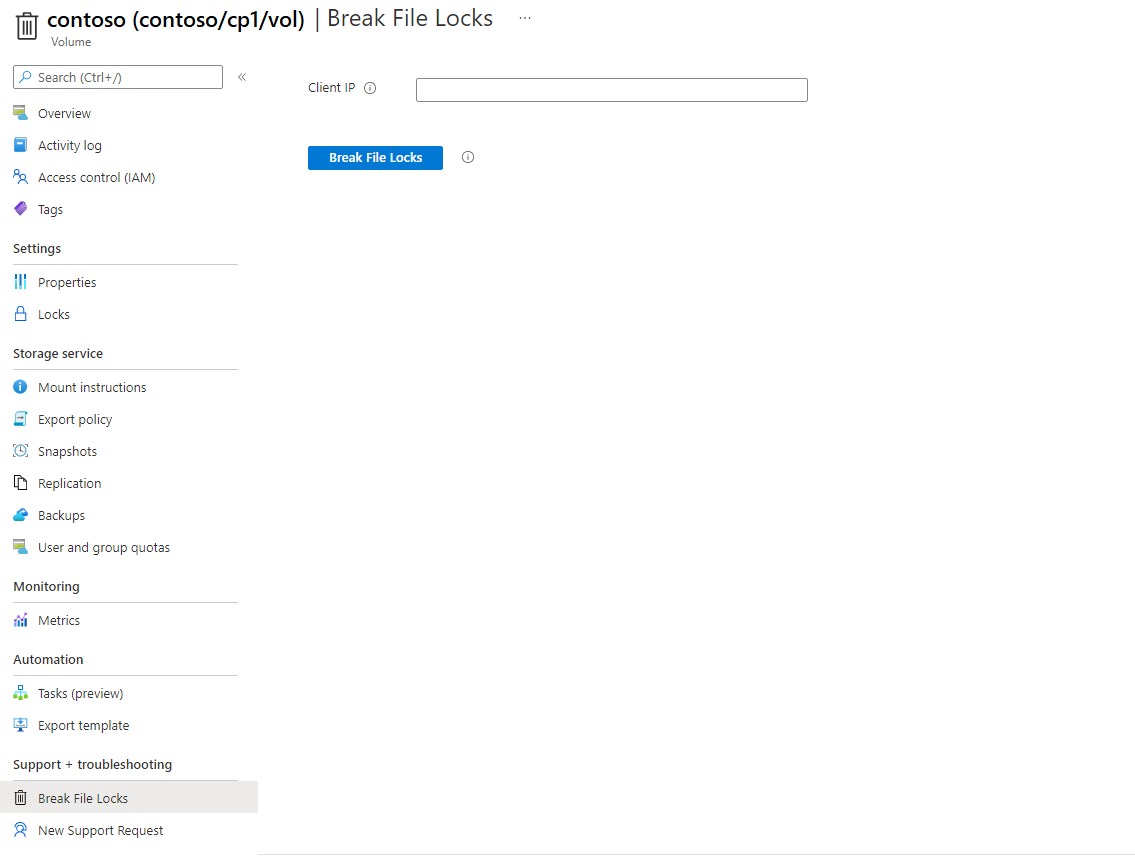 contoso (contoso/cp1/vol) | Break File Locks ...
Volume
Search (Ctrl+/) «
Client IP
Break File Locks
Overview
Activity log
Access control (IAM)
Tags
Settings
Properties
Locks
Storage service
Mount instructions
Export policy
Snapshots
Replication
Backups
User and group quotas
Monitoring
Metrics
Automation
Tasks (preview)
Export template
Support + troubleshooting
Break File Locks
New Support Request